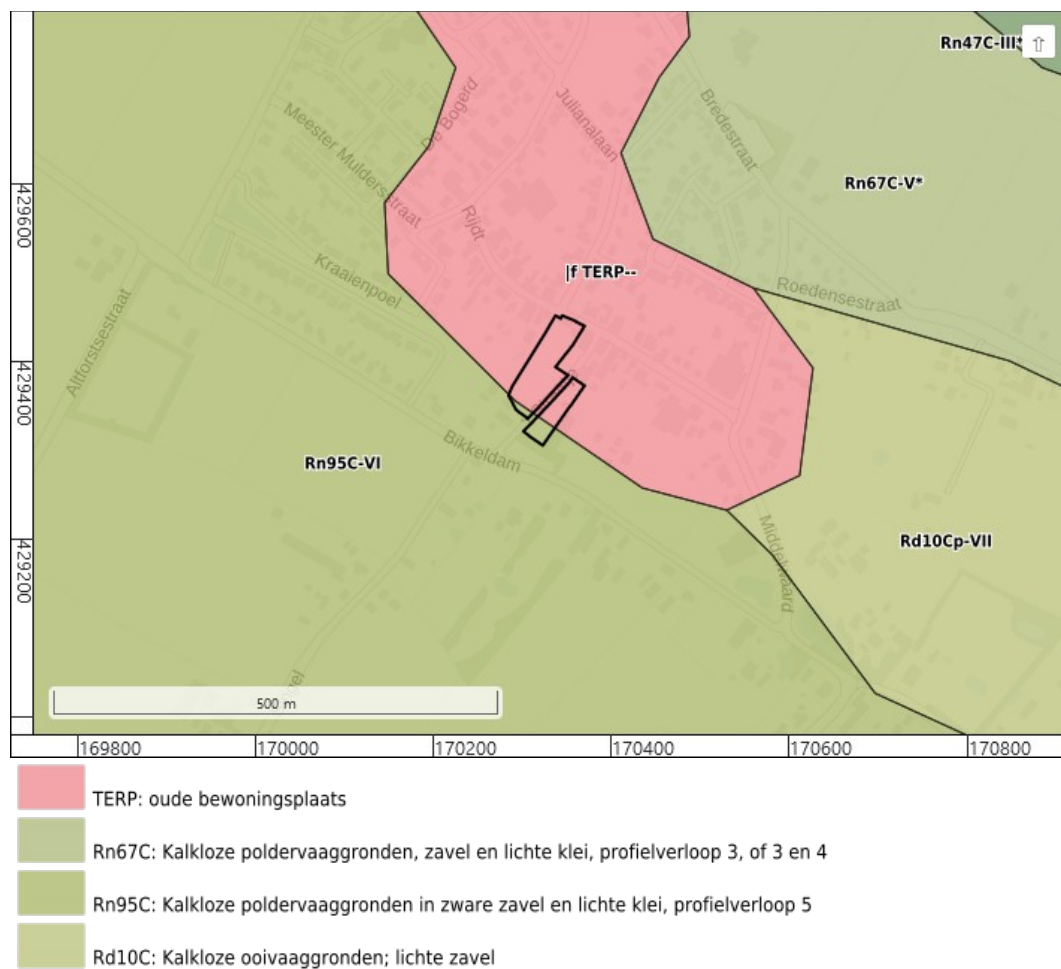 Rn47C-III*
⇧
De Bogerd
Julianalaan
Bredestraat
Meester Muldersstraat
Rn67C-V*
Rijdt
|f TERP--
Kraaienpoel
Roedensestraat
Altforstsestraat
Bikkeldam
Rn95C-VI
Middelwaard
Rd10Cp-VII
500 m
429600
429400
429200
169800
170000
170200
170400
170600
170800
TERP: oude bewoningsplaats
Rn67C: Kalkloze poldervaaggronden, zavel en lichte klei, profielverloop 3, of 3 en 4
Rn95C: Kalkloze poldervaaggronden in zware zavel en lichte klei, profielverloop 5
Rd10C: Kalkloze ooivaaggronden; lichte zavel